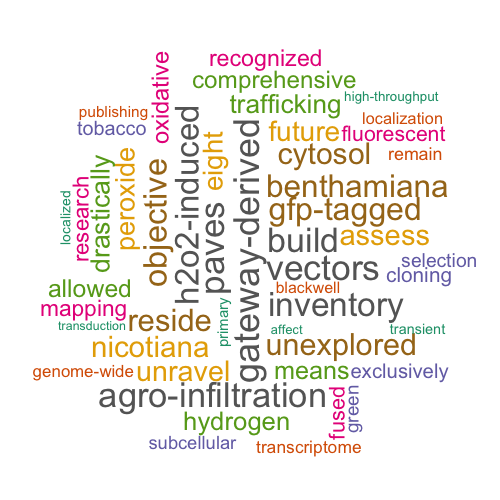 recognized
comprehensive
high-throughput
trafficking
publishing
tobacco
oxidative
future
fluorescent
localization
cytosol
remain
localized
research
drastically
peroxide
objective
h2o2-induced
paves
eight
gateway-derived
benthamiana
gfp-tagged
build
assess
vectors
selection
cloning
allowed
blackwell
mapping
inventory
transduction
reside
primary
affect
transient
nicotiana
unexplored
genome-wide
unravel
means
exclusively
agro-infiltration
fused
green
hydrogen
subcellular
transcriptome